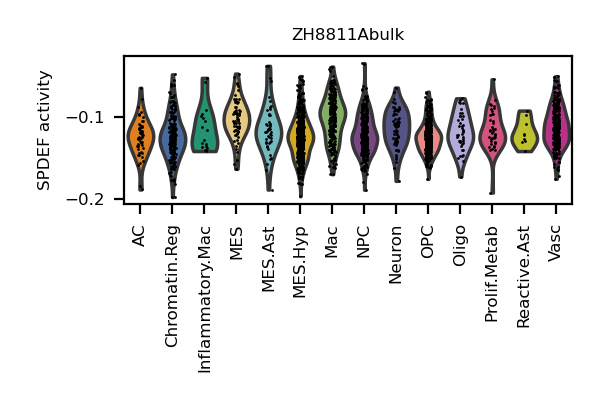 ZH8811Abulk
SPDEF activity
−0.1
−0.2
AC
Chromatin.Reg
Inflammatory.Mac
MES
MES.Ast
MES.Hyp
Mac
NPC
Neuron
OPC
Oligo
Prolif.Metab
Reactive.Ast
Vasc